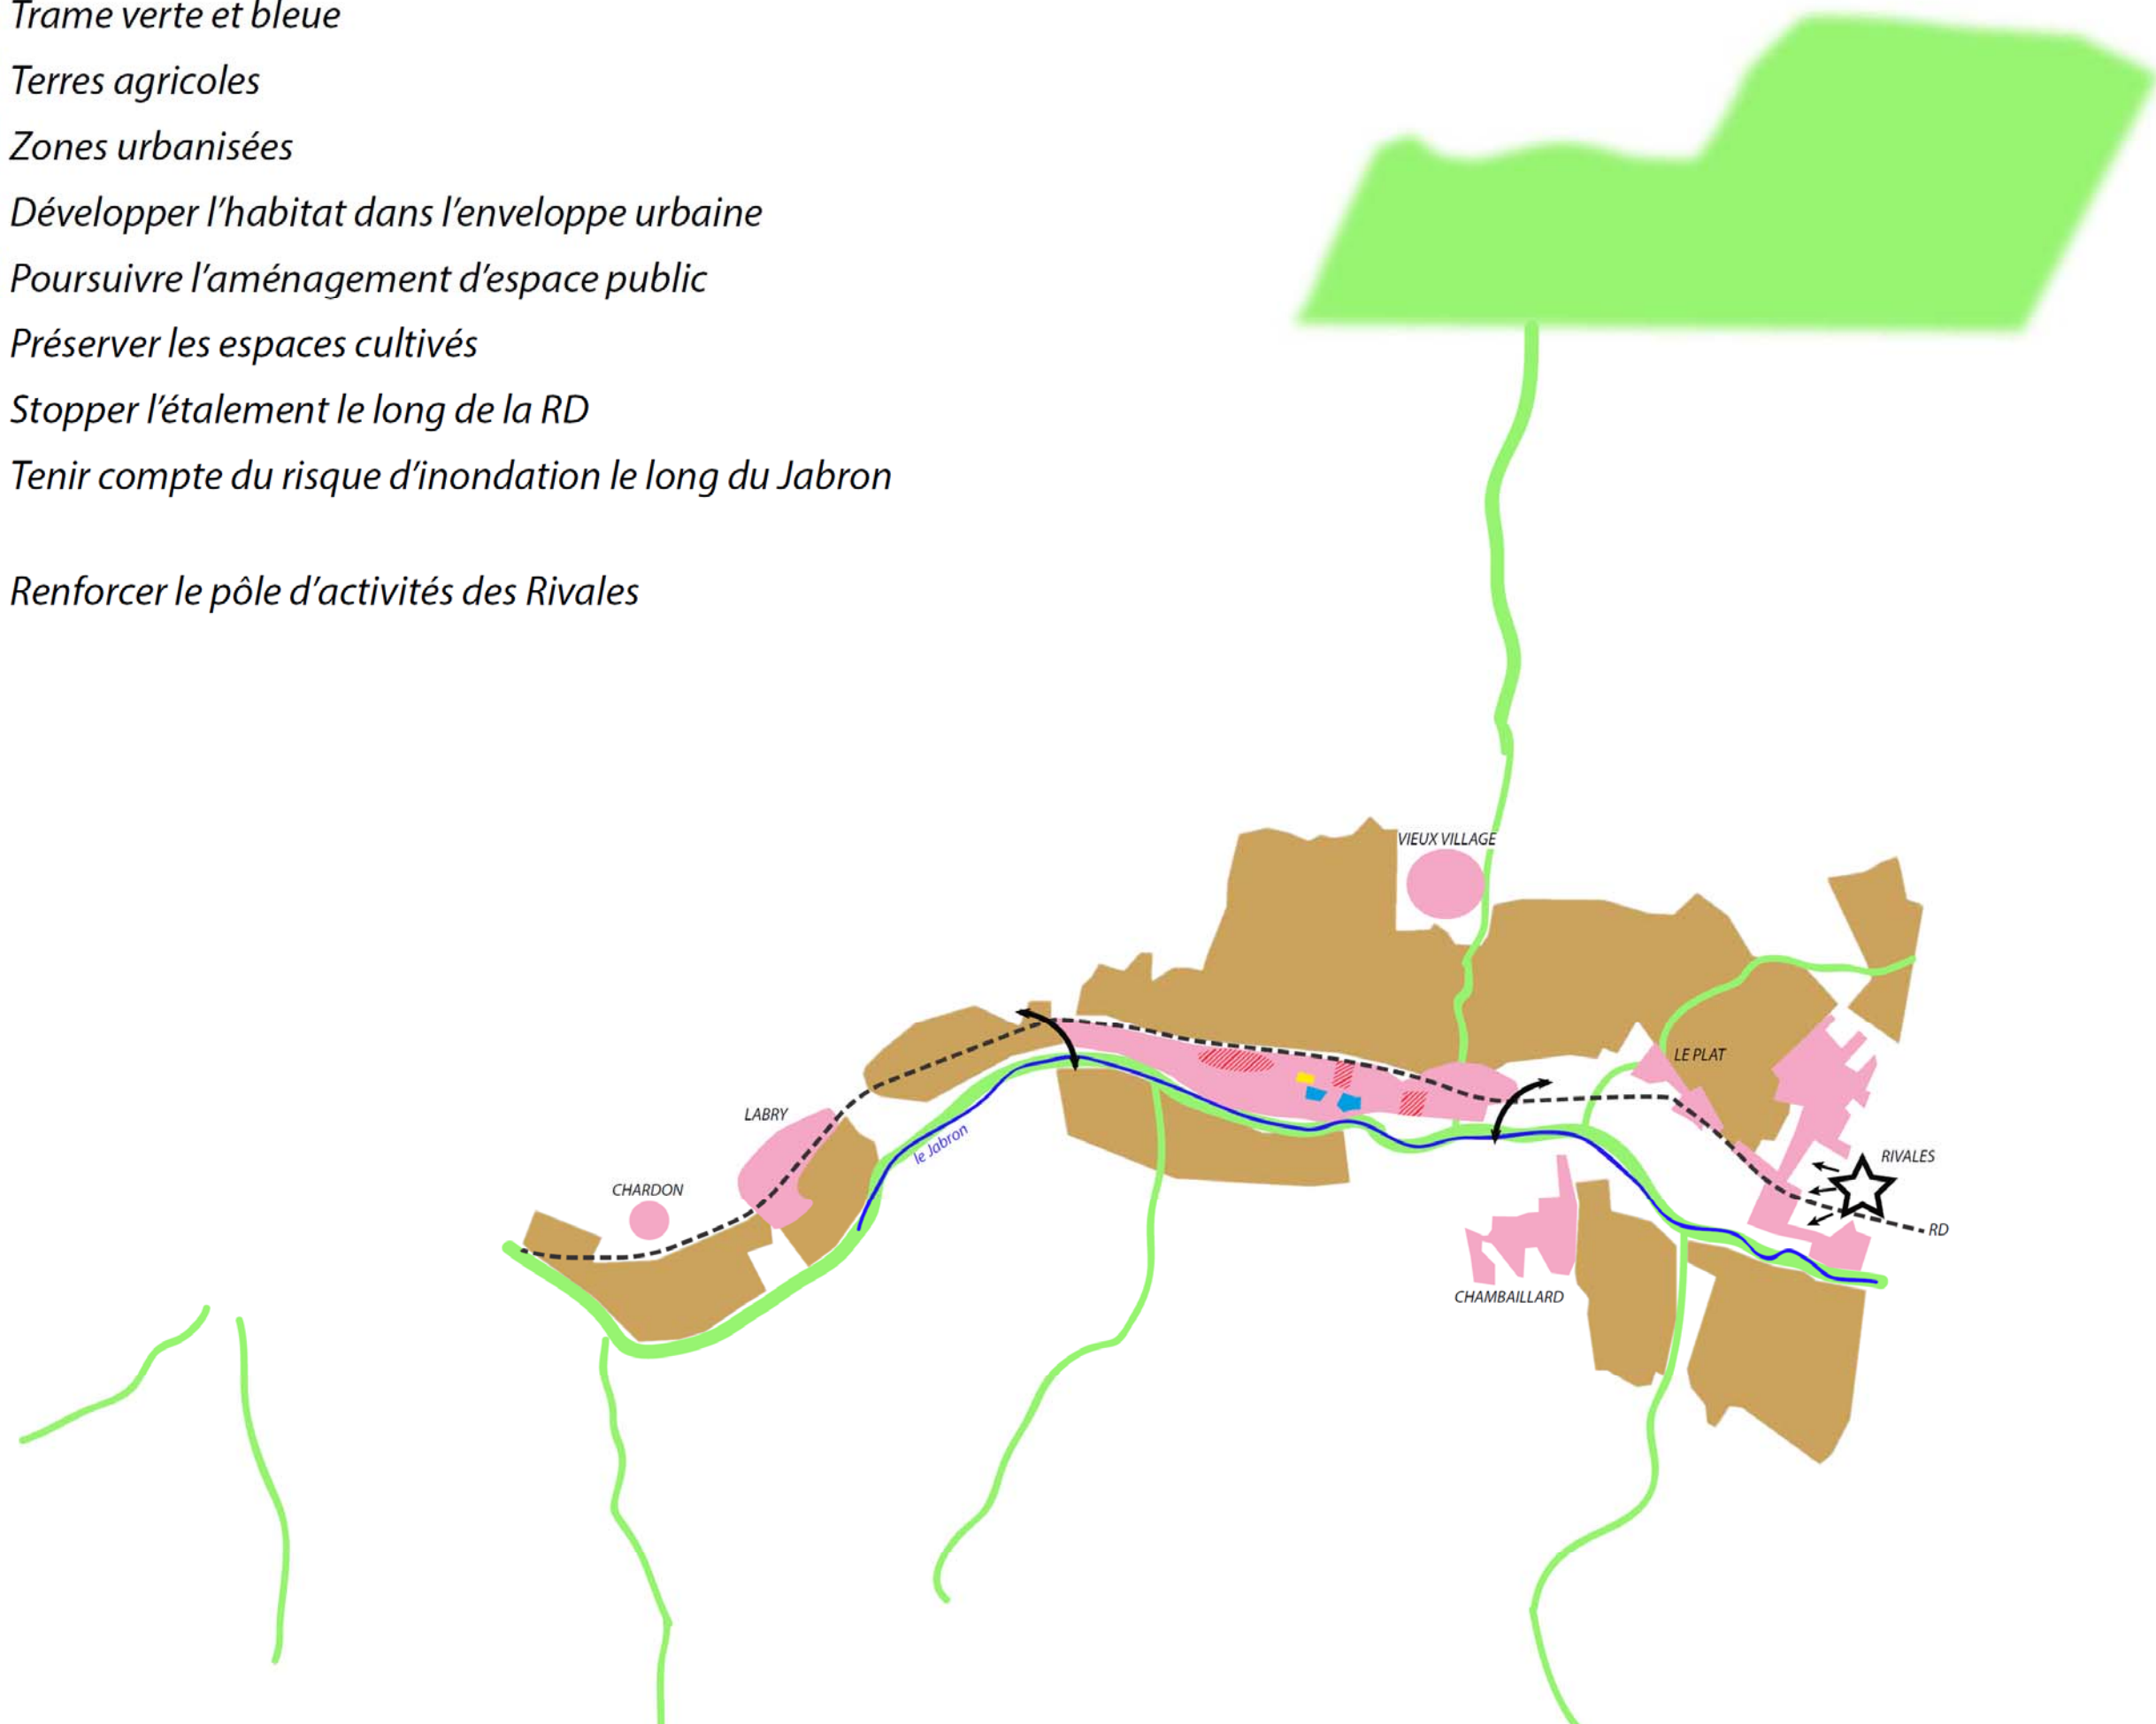 Trame verte et bleue
Terres agricoles
Zones urbanisées
Développer l'habitat dans l'enveloppe urbaine
Poursuivre l'aménagement d'espace public
Préserver les espaces cultivés
Stopper l'étalement le long de la RD
Tenir compte du risque d'inondation le long du Jabron
Renforcer le pôle d'activités des Rivales
VIEUX VILLAGE
LE PLAT
LABRY
le Jabron
RIVALES
CHARDON
RD
CHAMBAILLARD